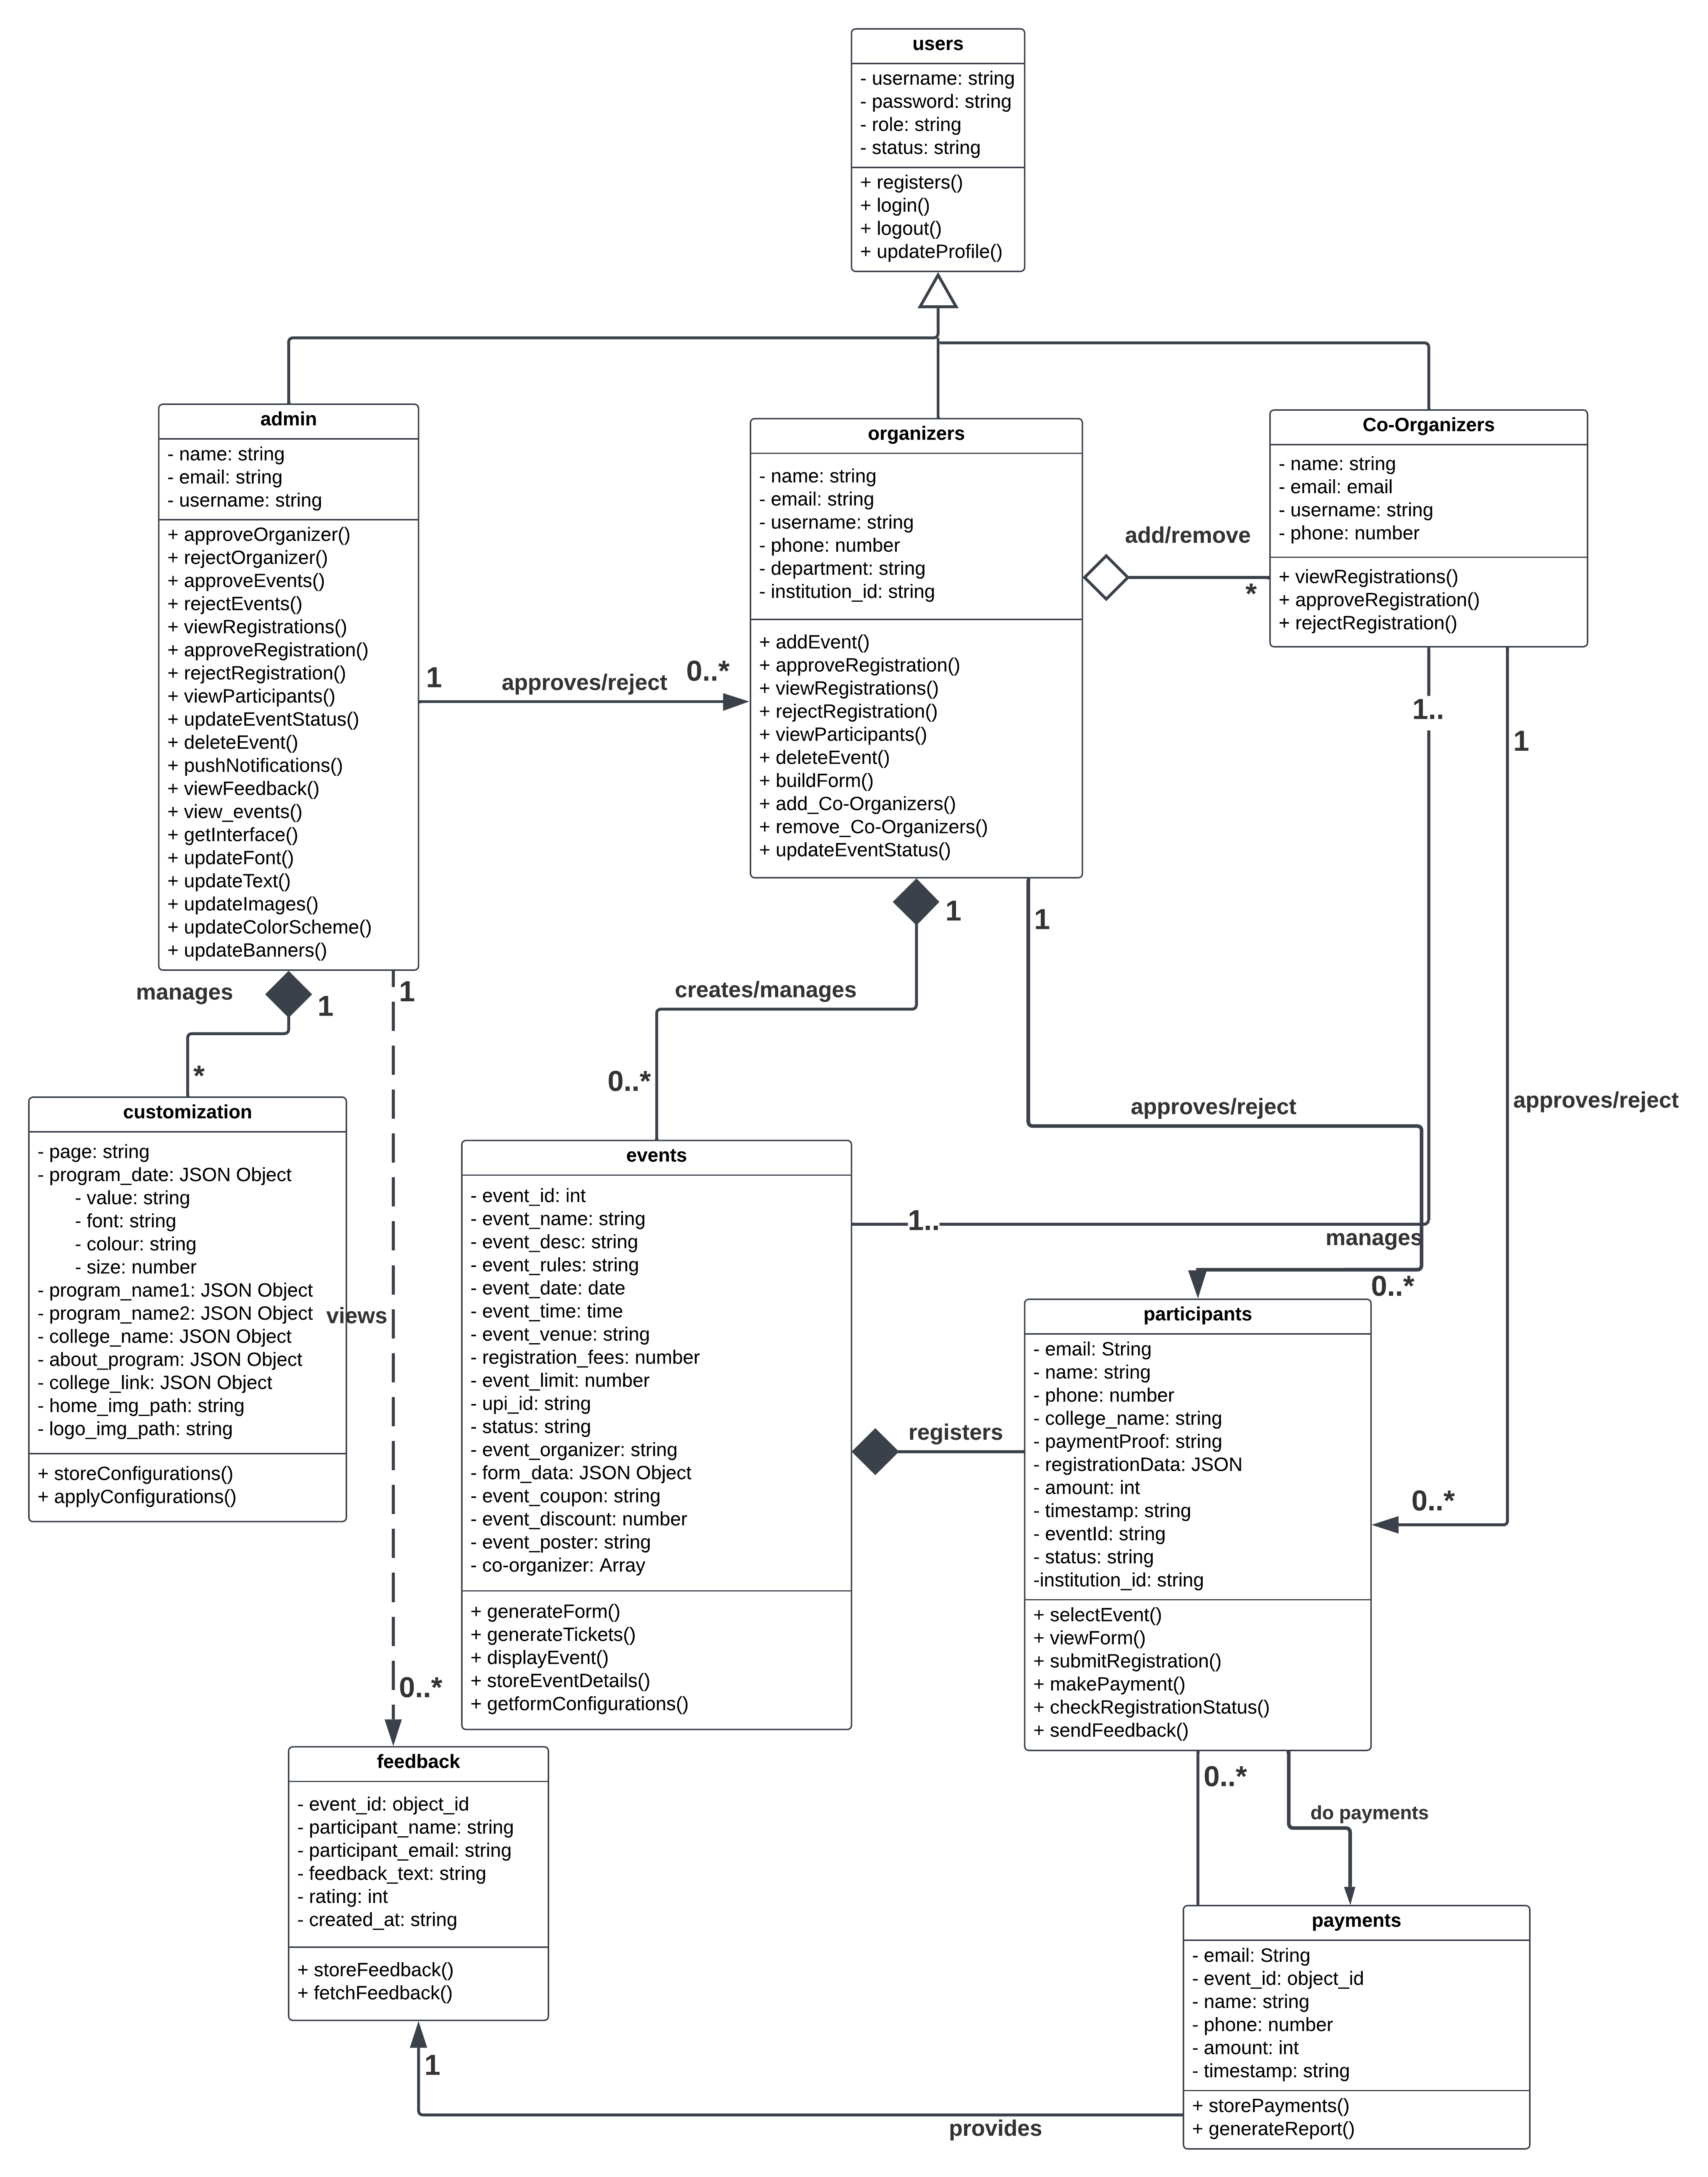 users
- username: string
- password: string
- role: string
- status: string
+ registers()
+ login()
+ logout()
+ updateProfile()
admin
- name: string
- email: string
- username: string
+ approveOrganizer()
+ rejectOrganizer()
+ approveEvents()
+ rejectEvents()
+ viewRegistrations()
+ approveRegistration()
+ rejectRegistration()
+ viewParticipants()
+ updateEventStatus()
+ deleteEvent()
+ pushNotifications()
+ viewFeedback()
+ view_events()
+ getInterface()
+ updateFont()
+ updateText()
+ updateImages()
+ updateColorScheme()
+ updateBanners()
1
approves/reject
0..*
organizers
- name: string
- email: string
- username: string
- phone: number
- department: string
- institution_id: string
+ addEvent()
+ approveRegistration()
+ viewRegistrations()
+ rejectRegistration()
+ viewParticipants()
+ deleteEvent()
+ buildForm()
+ add_Co-Organizers()
+ remove_Co-Organizers()
+ updateEventStatus()
add/remove
*
Co-Organizers
- name: string
- email: email
- username: string
- phone: number
+ viewRegistrations()
+ approveRegistration()
+ rejectRegistration()
1..
1
manages
1
1
*
creates/manages
1
0..*
1
approves/reject
approves/reject
customization
- page: string
- program_date: JSON Object
- value: string
- font: string
- colour: string
- size: number
- program_name1: JSON Object
- program_name2: JSON Object
- college_name: JSON Object
- about_program: JSON Object
- college_link: JSON Object
- home_img_path: string
- logo_img_path: string
+ storeConfigurations()
+ applyConfigurations()
views
0..*
events
- event_id: int
- event_name: string
- event_desc: string
- event_rules: string
- event_date: date
- event_time: time
- event_venue: string
- registration_fees: number
- event_limit: number
- upi_id: string
- status: string
- event_organizer: string
- form_data: JSON Object
- event_coupon: string
- event_discount: number
- event_poster: string
- co-organizer: Array
+ generateForm()
+ generateTickets()
+ displayEvent()
+ storeEventDetails()
+ getformConfigurations()
1..
manages
0..*
registers
participants
- email: String
- name: string
- phone: number
- college_name: string
- paymentProof: string
- registrationData: JSON
- amount: int
- timestamp: string
- eventId: string
- status: string
-institution_id: string
+ selectEvent()
+ viewForm()
+ submitRegistration()
+ makePayment()
+ checkRegistrationStatus()
+ sendFeedback()
0..*
0..*
do payments
feedback
- event_id: object_id
- participant_name: string
- participant_email: string
- feedback_text: string
- rating: int
- created_at: string
+ storeFeedback()
+ fetchFeedback()
1
provides
payments
- email: String
- event_id: object_id
- name: string
- phone: number
- amount: int
- timestamp: string
+ storePayments()
+ generateReport()